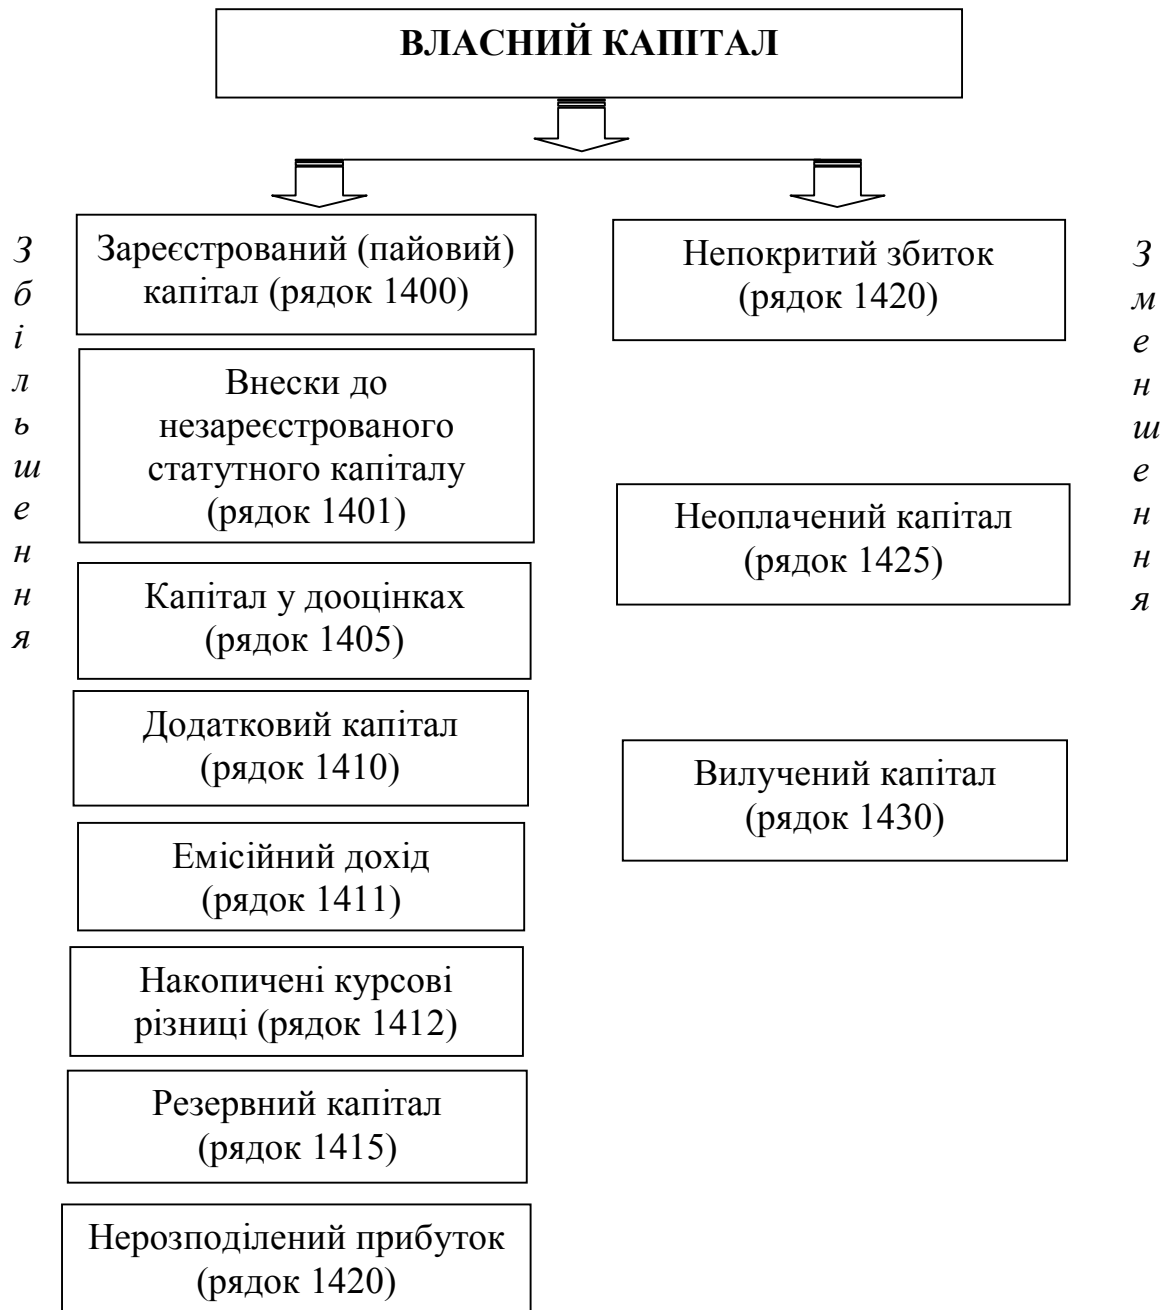 ВЛАСНИЙ КАПІТАЛ
Збільшення
Зареєстрований (пайовий)
капітал (рядок 1400)
Внески до
незареєстрованого
статутного капіталу
(рядок 1401)
Капітал у дооцінках
(рядок 1405)
Додатковий капітал
(рядок 1410)
Емісійний дохід
(рядок 1411)
Накопичені курсові
різниці (рядок 1412)
Резервний капітал
(рядок 1415)
Нерозподілений прибуток
(рядок 1420)
Непокритий збиток
(рядок 1420)
Неоплачений капітал
(рядок 1425)
Вилучений капітал
(рядок 1430)
Зменшення